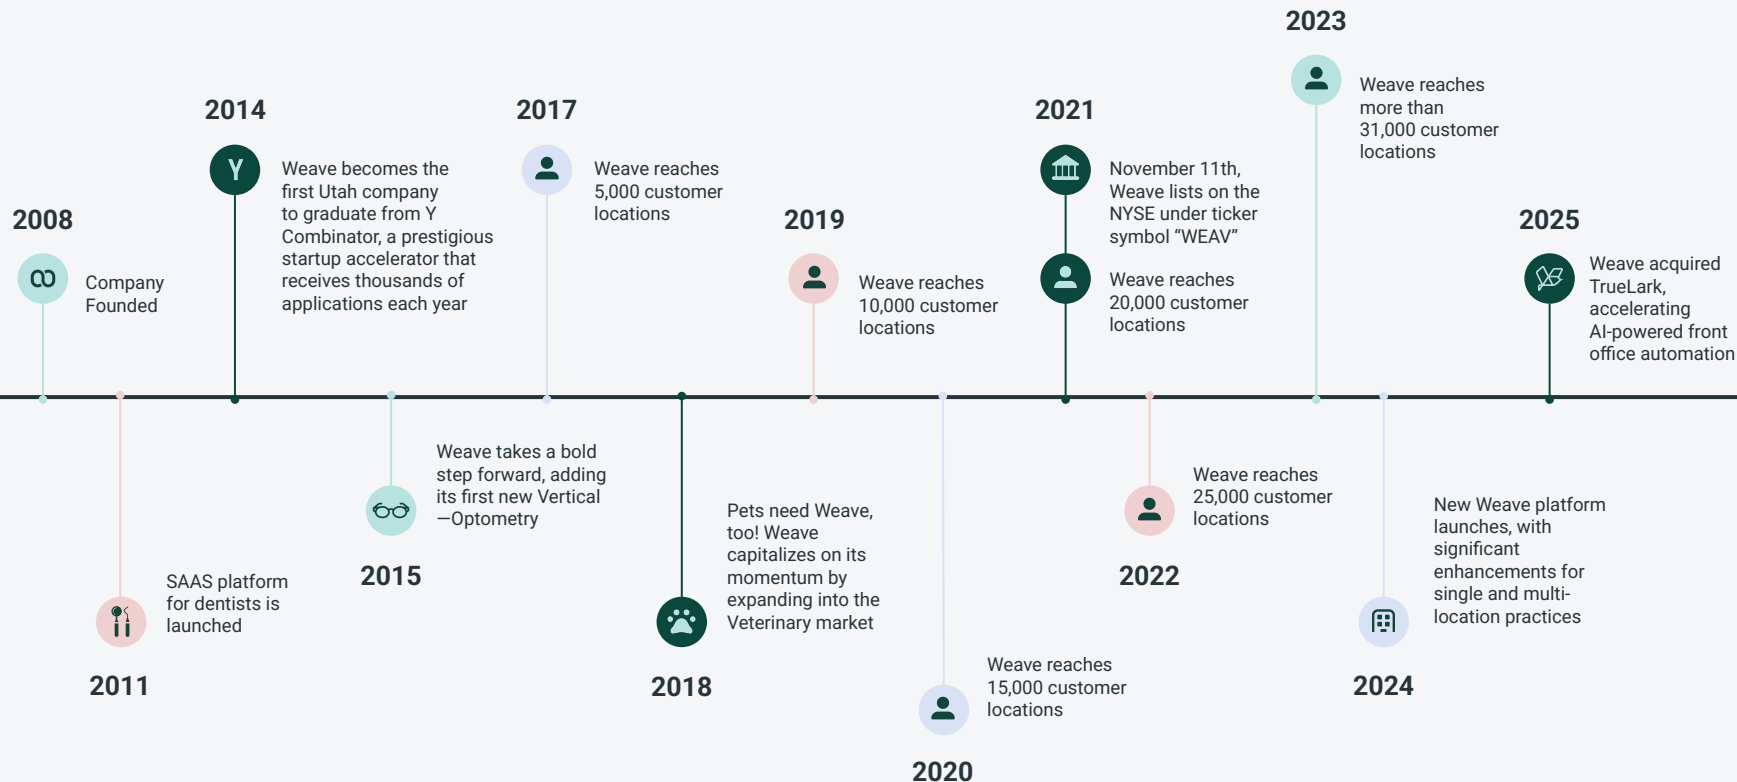 2008
Company
Founded
2011
SAAS platform
for dentists is
launched
2014
Y
Weave becomes the
first Utah company
to graduate from Y
Combinator, a prestigious
startup accelerator that
receives thousands of
applications each year
2015
Weave takes a bold
step forward, adding
its first new Vertical
—Optometry
2017
Weave reaches
5,000 customer
locations
2018
Pets need Weave,
too! Weave
capitalizes on its
momentum by
expanding into the
Veterinary market
2019
Weave reaches
10,000 customer
locations
2020
Weave reaches
15,000 customer
locations
2021
November 11th,
Weave lists on the
NYSE under ticker
symbol “WEAV”
Weave reaches
20,000 customer
locations
2022
Weave reaches
25,000 customer
locations
2023
Weave reaches
more than
31,000 customer
locations
2024
New Weave platform
launches, with
significant
enhancements for
single and multi-
location practices
2025
Weave acquired
TrueLark,
accelerating
AI-powered front
office automation